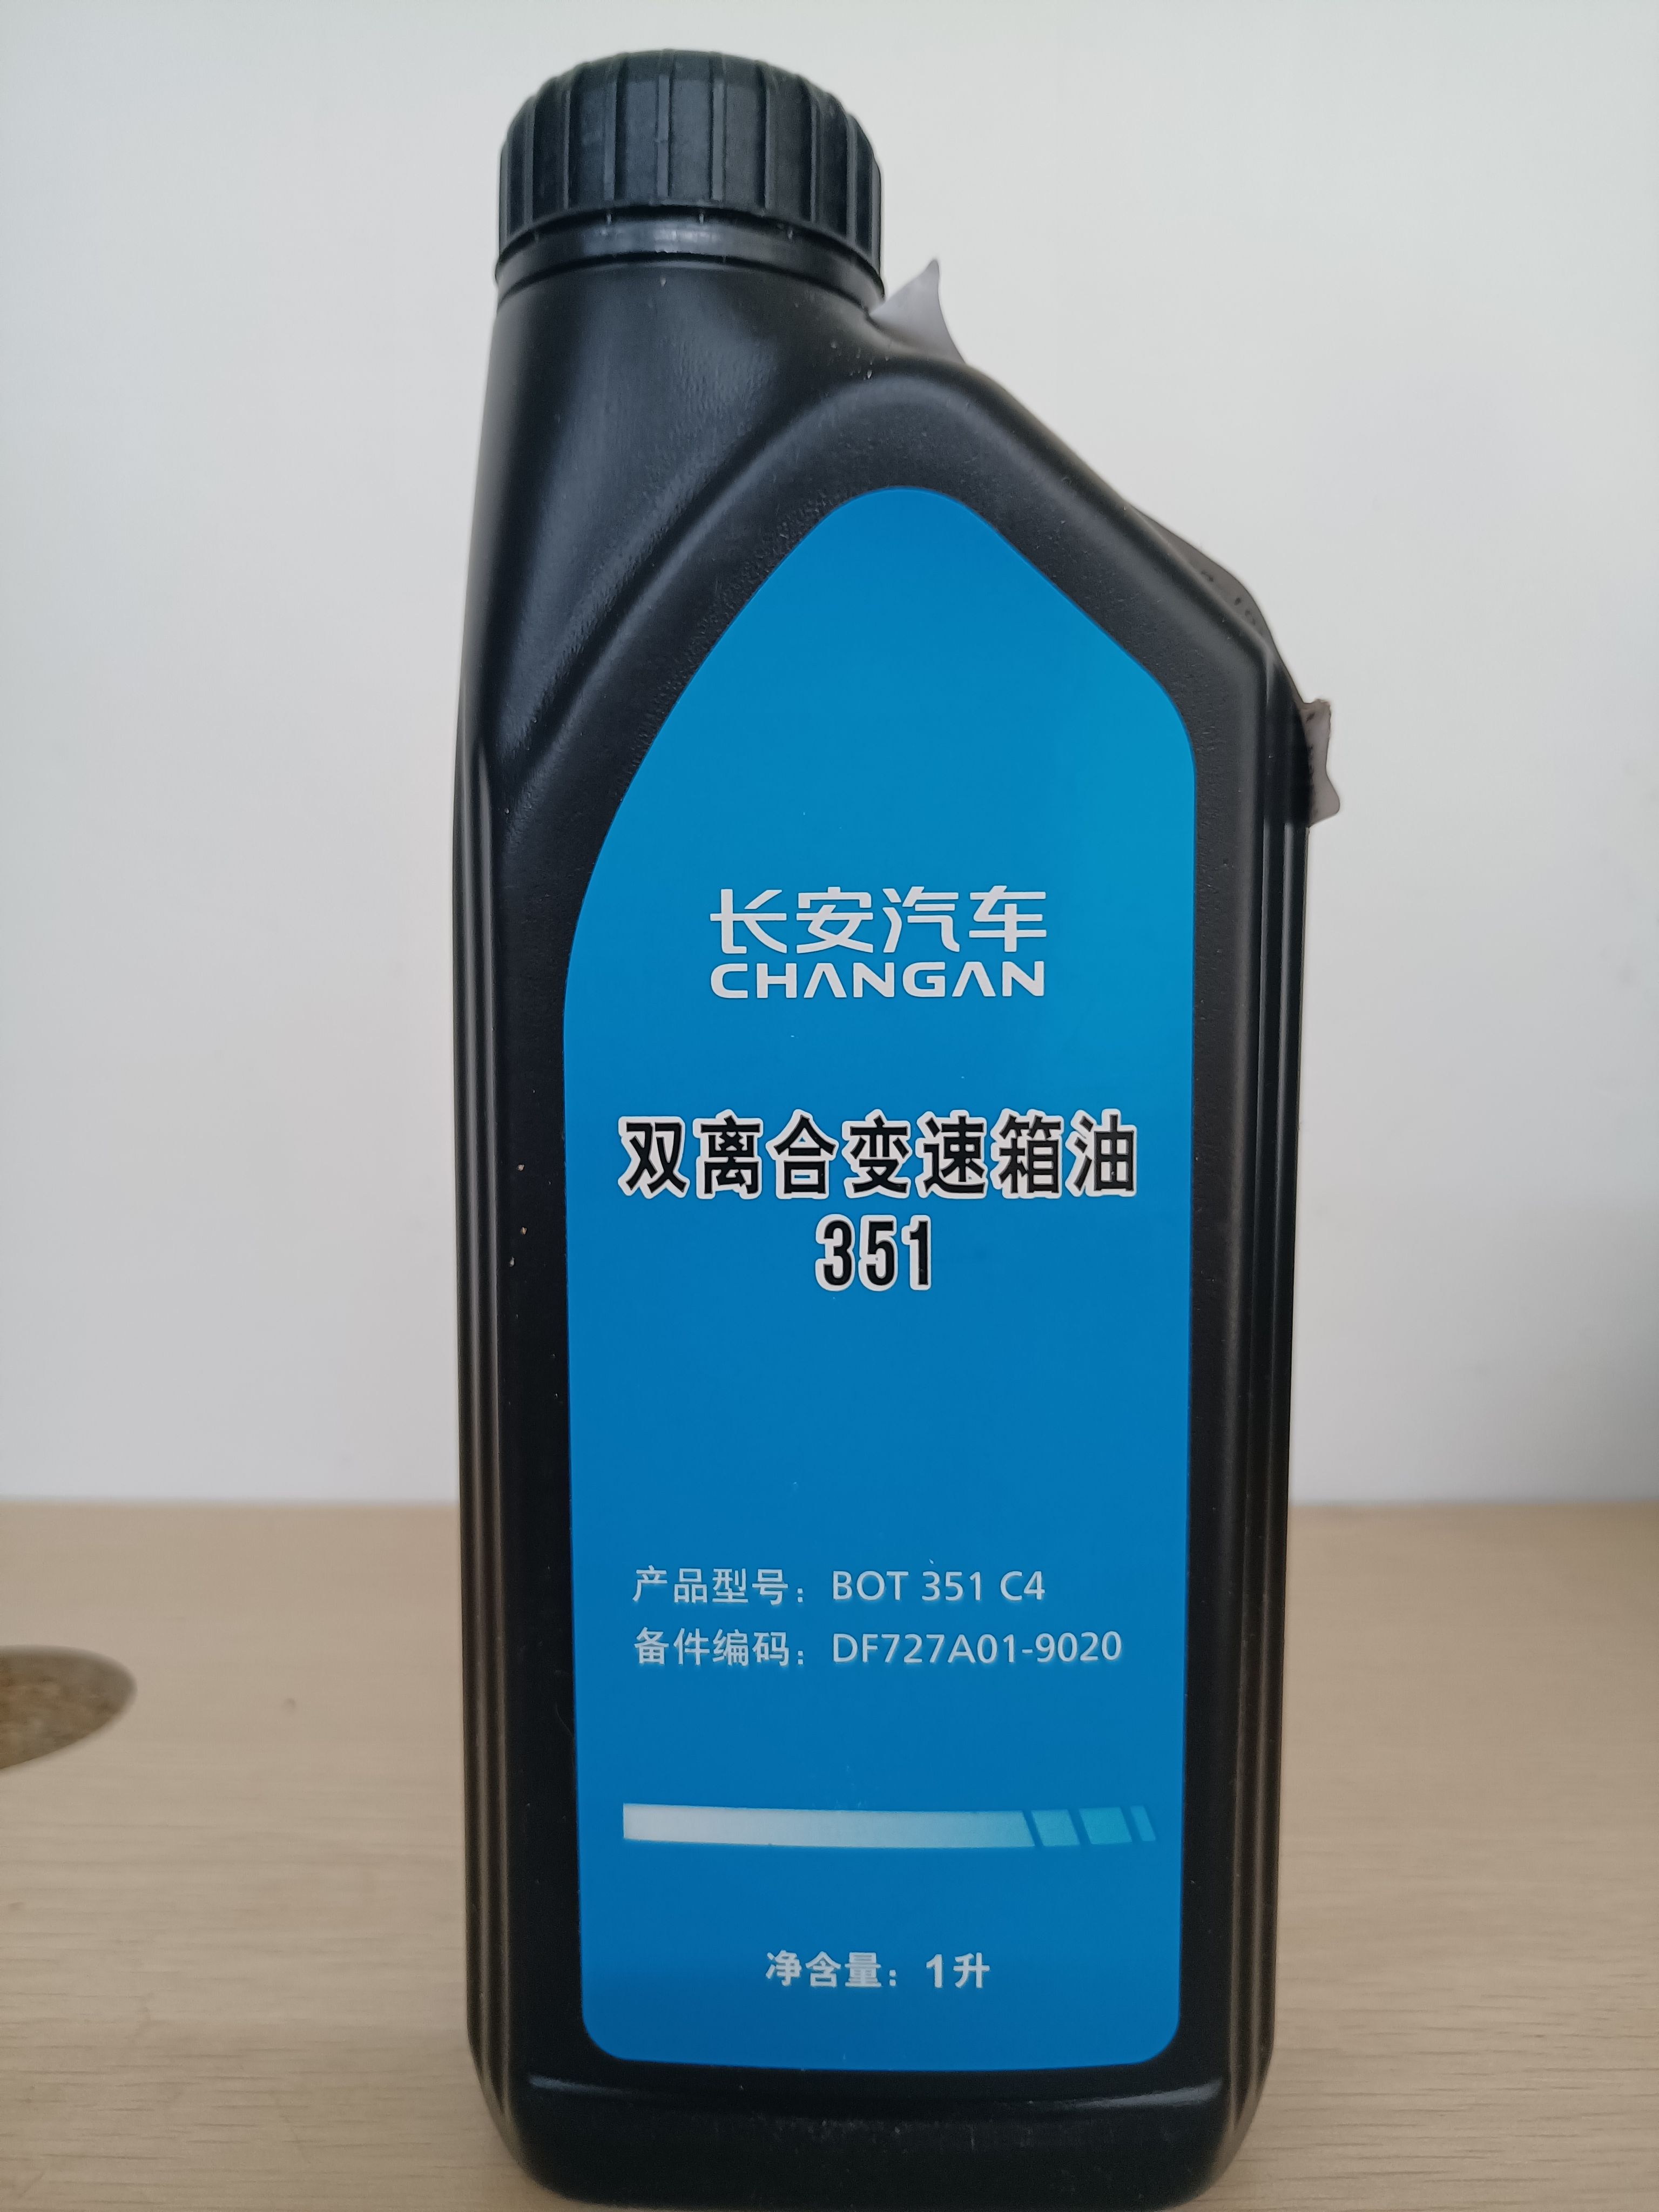 长安汽车
CHANGAN
双离合变速箱油
351
产品型号：BOT 351 C4
备件编码：DF727A01-9020
净含量：1升